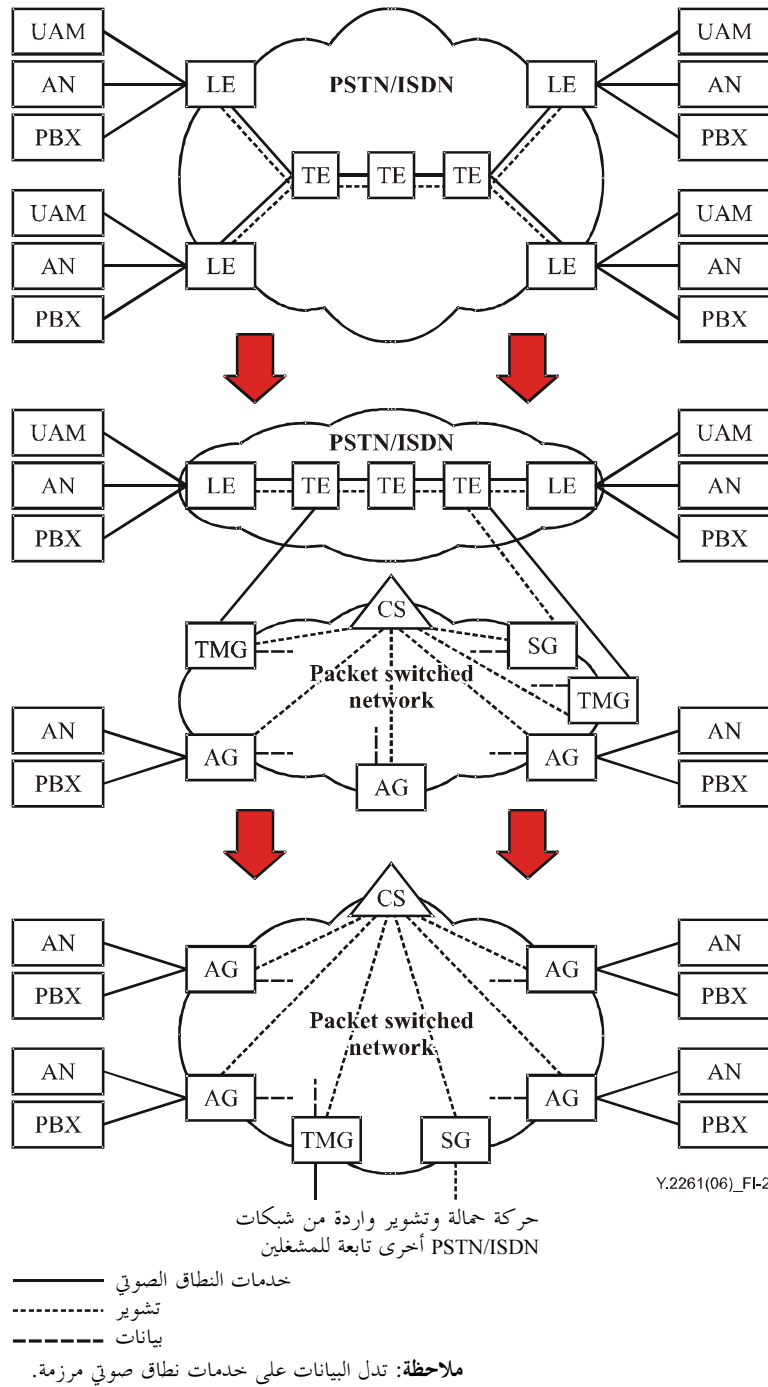 UAM UAM
LE PSTN/ISDN LE
AN AN
PBX PBX
TE TE TE
UAM UAM
AN LE LE AN
PBX PBX
UAM PSTN/ISDN UAM
AN LE TE TE TE LE AN
PBX PBX
CS
TMG SG
Packet switched
network
TMG
AN AN
AG AG
PBX AG PBX
CS
AN AN
AG AG
PBX PBX
Packet switched
network
AN AN
AG AG
PBX TMG SG PBX
Y.2261(06)_FI-2
حركة حمالة وتشوير واردة من شبكات
PSTN/ISDN أخرى تابعة للمشغلين
خدمات النطاق الصوتي
تشوير
بيانات
ملاحظة: تدل البيانات على خدمات نطاق صوتي مرزمة.